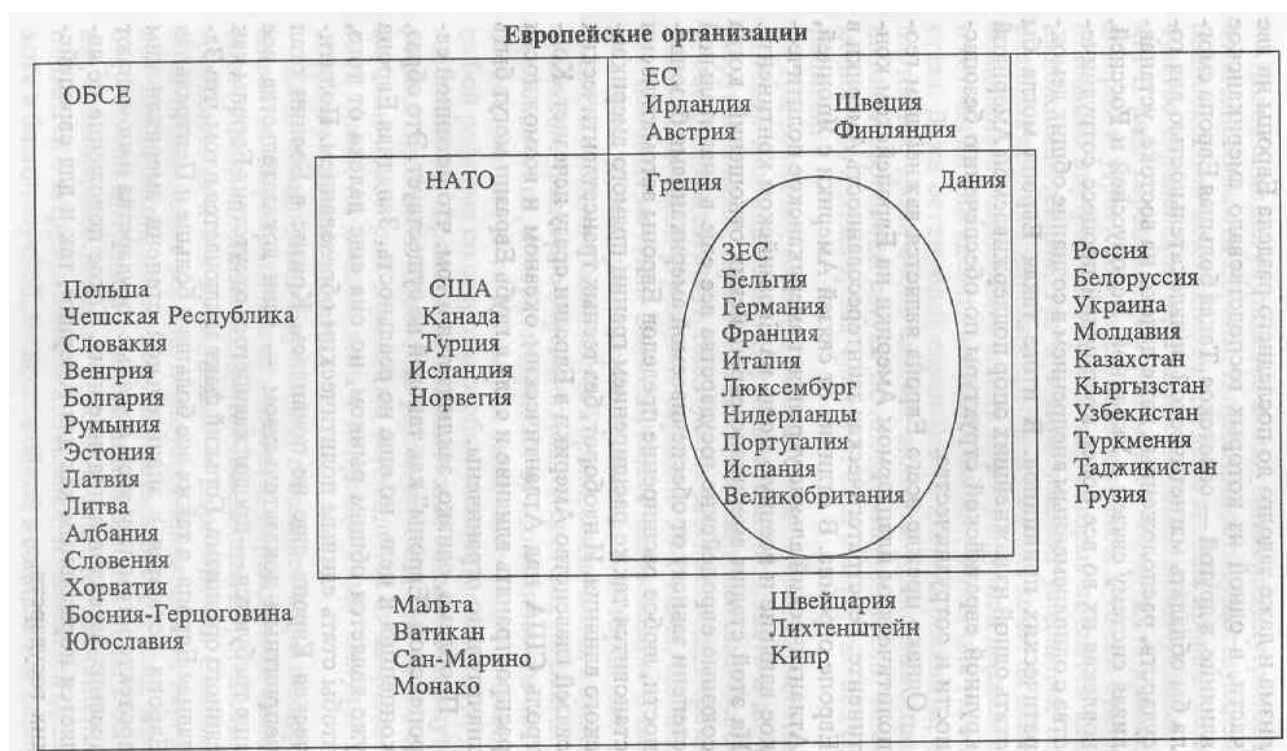 Европейские организации
ОБСЕ
ЕС
Ирландия Швеция
Австрия Финляндия
НАТО
Греция Дания
Польша
Чешская Республика
Словакия
Венгрия
Болгария
Румыния
Эстония
Латвия
Литва
Албания
Словения
Хорватия
Босния-Герцоговина
Югославия
США
Канада
Турция
Исландия
Норвегия
ЗЕС
Бельгия
Германия
Франция
Италия
Люксембург
Нидерланды
Португалия
Испания
Великобритания
Россия
Белоруссия
Украина
Молдавия
Казахстан
Кыргызстан
Узбекистан
Туркмения
Таджикистан
Грузия
Мальта
Ватикан
Сан-Марино
Монако
Швейцария
Лихтенштейн
Кипр